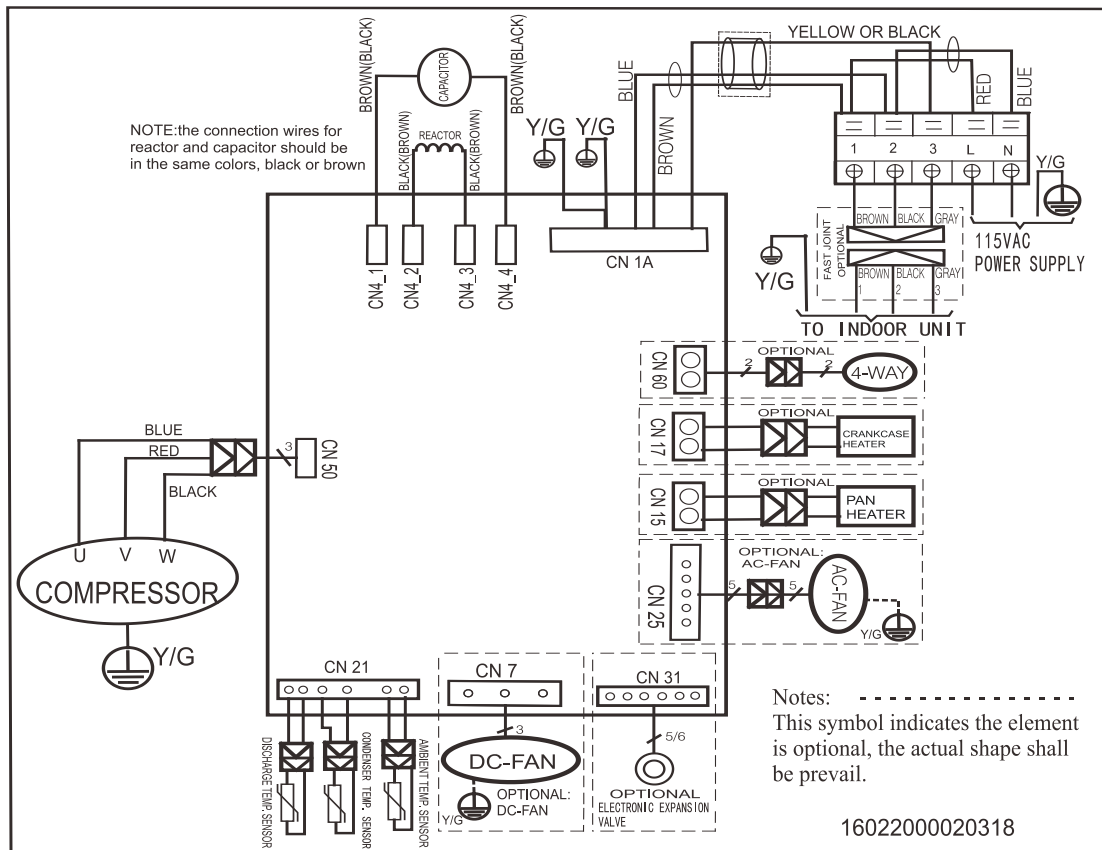 YELLOW OR BLACK
BROWN(BLACK)
CAPACITOR
BROWN(BLACK)
BLUE
BROWN
RED
BLUE
NOTE:the connection wires for
reactor and capacitor should be
in the same colors, black or brown
REACTOR
BLACK(BROWN)
BLACK(BROWN)
Y/G
Y/G
1 2 3 L N
Y/G
CN4_1
CN4_2
CN4_3
CN4_4
CN 1A
BROWN BLACK GRAY
FAST JOINT
OPTIONAL
BROWN BLACK GRAY
1 2 3
115VAC
POWER SUPPLY
Y/G
TO INDOOR UNIT
CN 60
OPTIONAL
2 2
4-WAY
CN 17
OPTIONAL
CRANKCASE
HEATER
CN 15
OPTIONAL
PAN
HEATER
CN 25
OPTIONAL:
AC-FAN
5 5
AC-FAN
Y/G
BLUE
RED
BLACK
3
CN 50
U V W
COMPRESSOR
Y/G
CN 21
DISCHARGE TEMP.SENSOR
CONDENSER TEMP. SENSOR
AMBIENT TEMP.SENSOR
CN 7
3
DC-FAN
OPTIONAL:
DC-FAN
Y/G
CN 31
5/6
OPTIONAL
ELECTRONIC EXPANSION
VALVE
Notes:
This symbol indicates the element
is optional, the actual shape shall
be prevail.
16022000020318